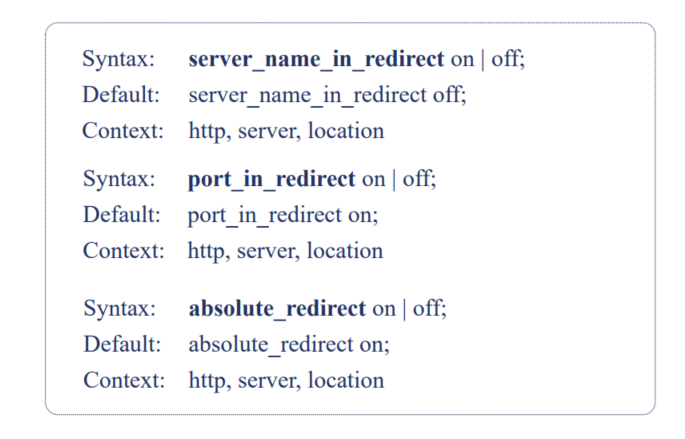 Syntax: server_name_in_redirect on | off;
Default: server_name_in_redirect off;
Context: http, server, location
Syntax: port_in_redirect on | off;
Default: port_in_redirect on;
Context: http, server, location
Syntax: absolute_redirect on | off;
Default: absolute_redirect on;
Context: http, server, location